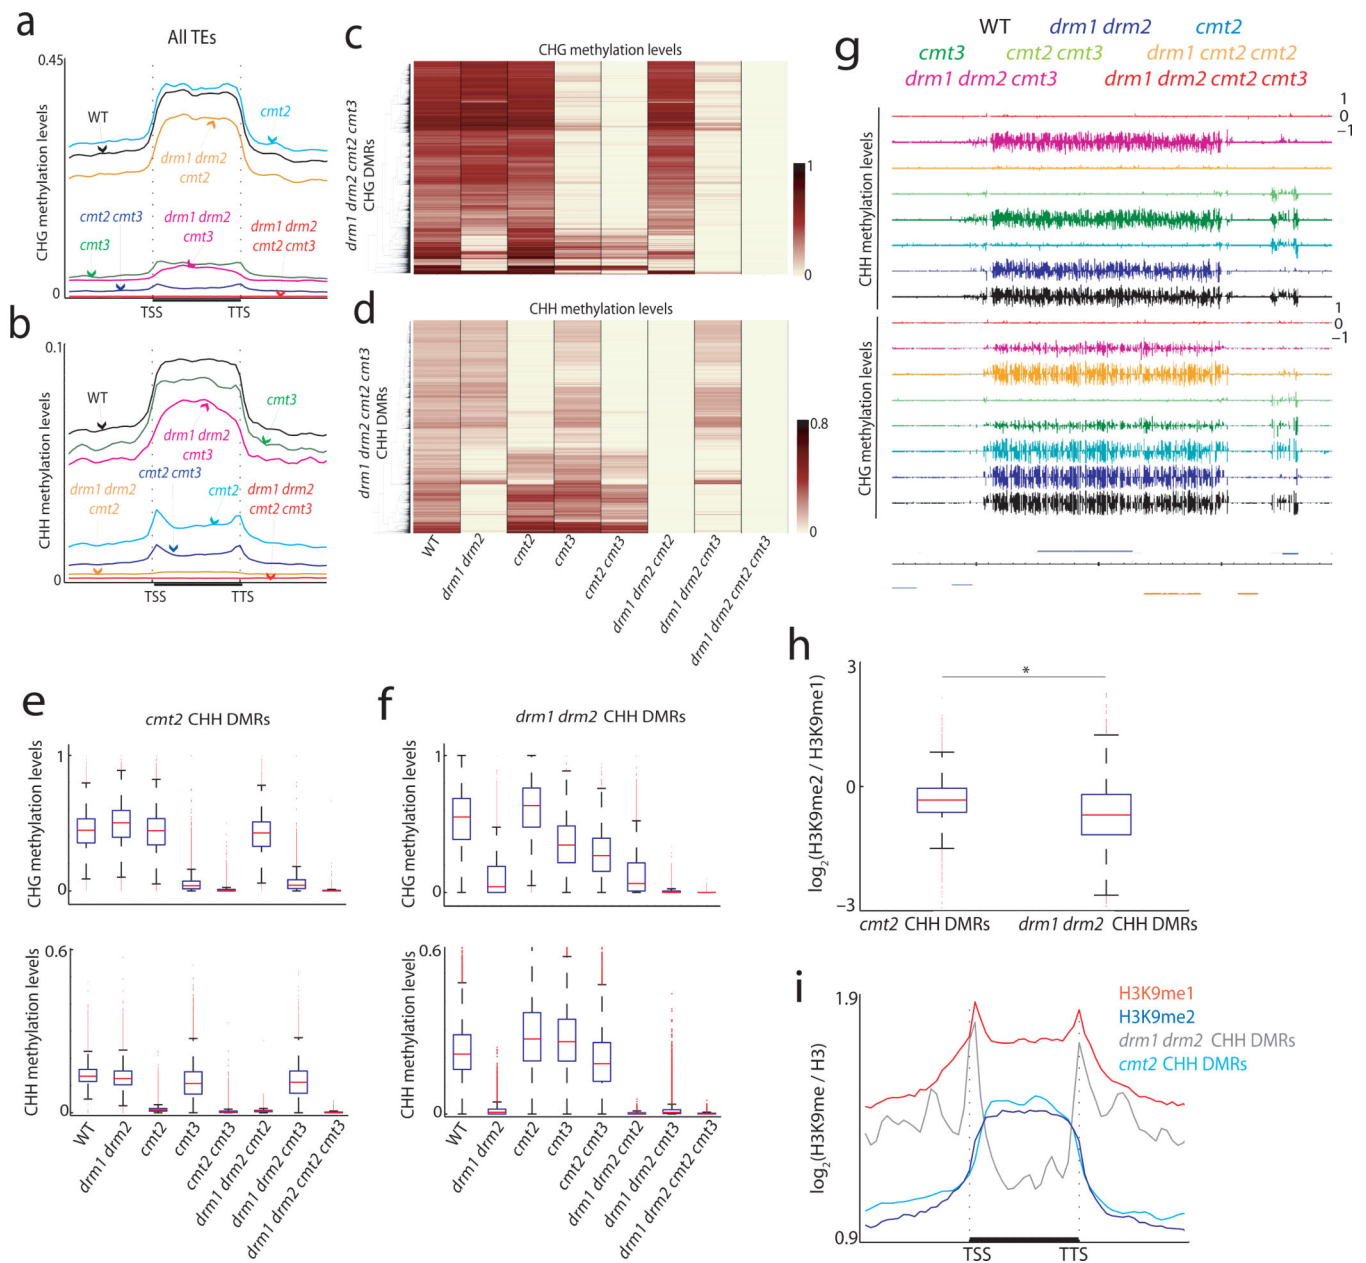 a
All TEs
0.45
CHG methylation levels
WT
cmt2
drm1 drm2
cmt2
cmt2 cmt3
drm1 drm2
cmt3
drm1 drm2
cmt2 cmt3
cmt3
0
TSS
TTS
b
0.1
CHH methylation levels
WT
cmt3
drm1 drm2
cmt3
cmt2 cmt3
drm1 drm2
cmt2
cmt2
drm1 drm2
cmt2 cmt3
0
TSS
TTS
c
CHG methylation levels
drm1 drm2 cmt2 cmt3
CHG DMRs
1
0
d
CHH methylation levels
drm1 drm2 cmt2 cmt3
CHH DMRs
0.8
0
WT
drm1 drm2
cmt2
cmt3
cmt2 cmt3
drm1 drm2 cmt2
drm1 drm2 cmt3
drm1 drm2 cmt2 cmt3
e
cmt2 CHH DMRs
1
CHG methylation levels
0
0.6
CHH methylation levels
0
WT
drm1 drm2
cmt2
cmt3
cmt2 cmt3
drm1 drm2 cmt2
drm1 drm2 cmt3
drm1 drm2 cmt2 cmt3
f
drm1 drm2 CHH DMRs
1
CHG methylation levels
0
0.6
CHH methylation levels
0
WT
drm1 drm2
cmt2
cmt3
cmt2 cmt3
drm1 drm2 cmt2
drm1 drm2 cmt3
drm1 drm2 cmt2 cmt3
g
WT drm1 drm2 cmt2
cmt3 cmt2 cmt3 drm1 cmt2 cmt2
drm1 drm2 cmt3 drm1 drm2 cmt2 cmt3
CHH methylation levels
1
0
−1
CHG methylation levels
1
0
−1
h
3
*
log2(H3K9me2 / H3K9me1)
0
−3
cmt2 CHH DMRs
drm1 drm2 CHH DMRs
i
1.9
H3K9me1
H3K9me2
drm1 drm2 CHH DMRs
cmt2 CHH DMRs
log2(H3K9me / H3)
0.9
TSS
TTS